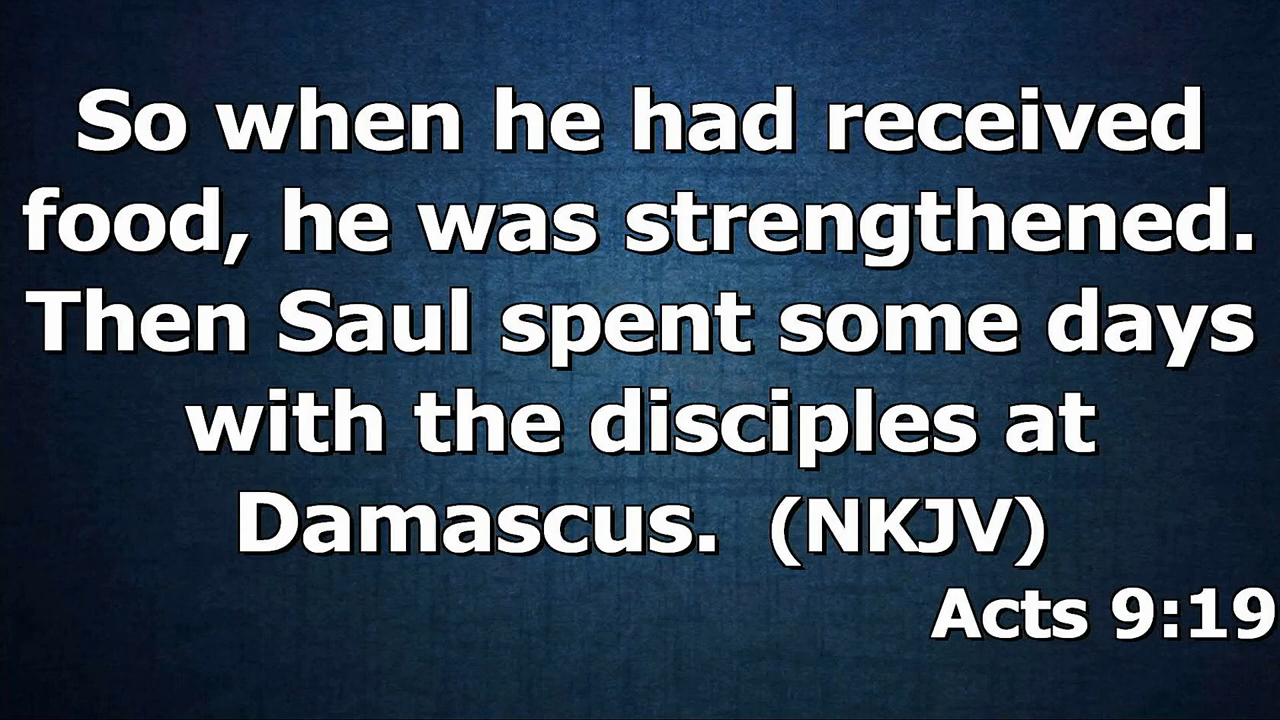 So when he had received
food, he was strengthened.
Then Saul spent some days
with the disciples at
Damascus.  (NKJV)
Acts 9:19